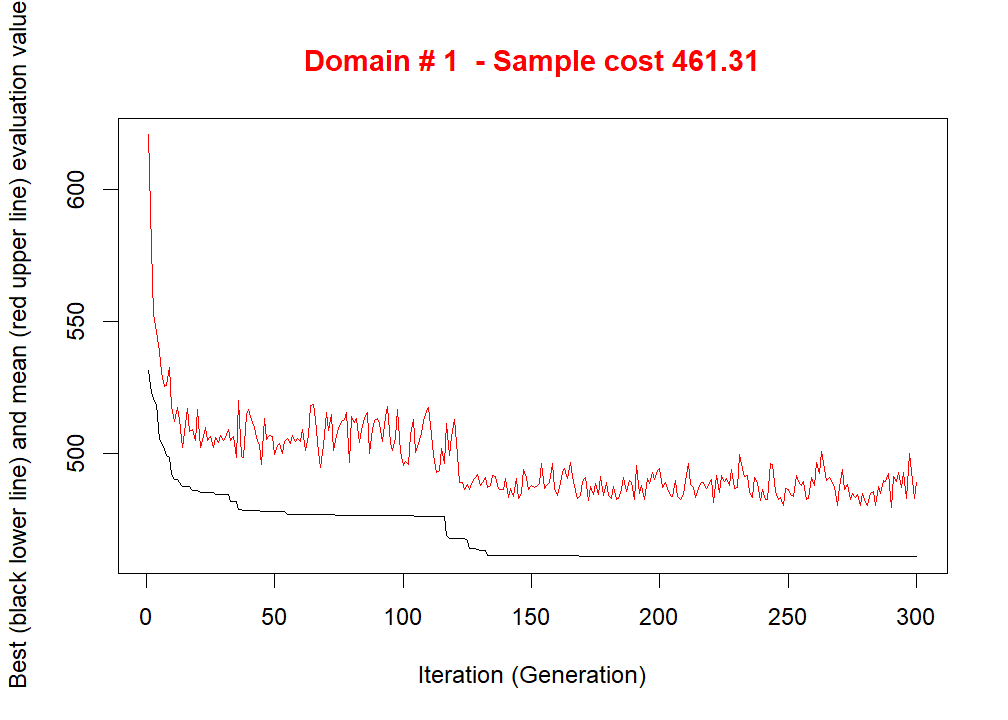 Domain # 1  - Sample cost 461.31
Best (black lower line) and mean (red upper line) evaluation value
600
550
500
0 50 100 150 200 250 300
Iteration (Generation)